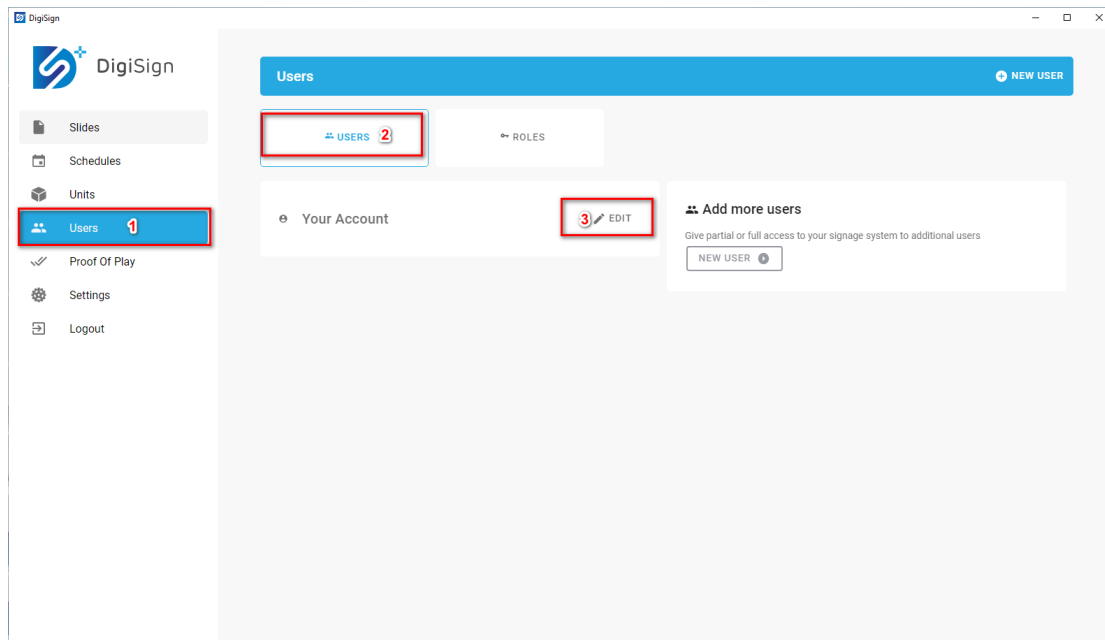 DigiSign
DigiSign
Slides
Schedules
Units
Users 1
Proof Of Play
Settings
Logout
Users
NEW USER
USERS 2
ROLES
Your Account
3 EDIT
Add more users
Give partial or full access to your signage system to additional users
NEW USER